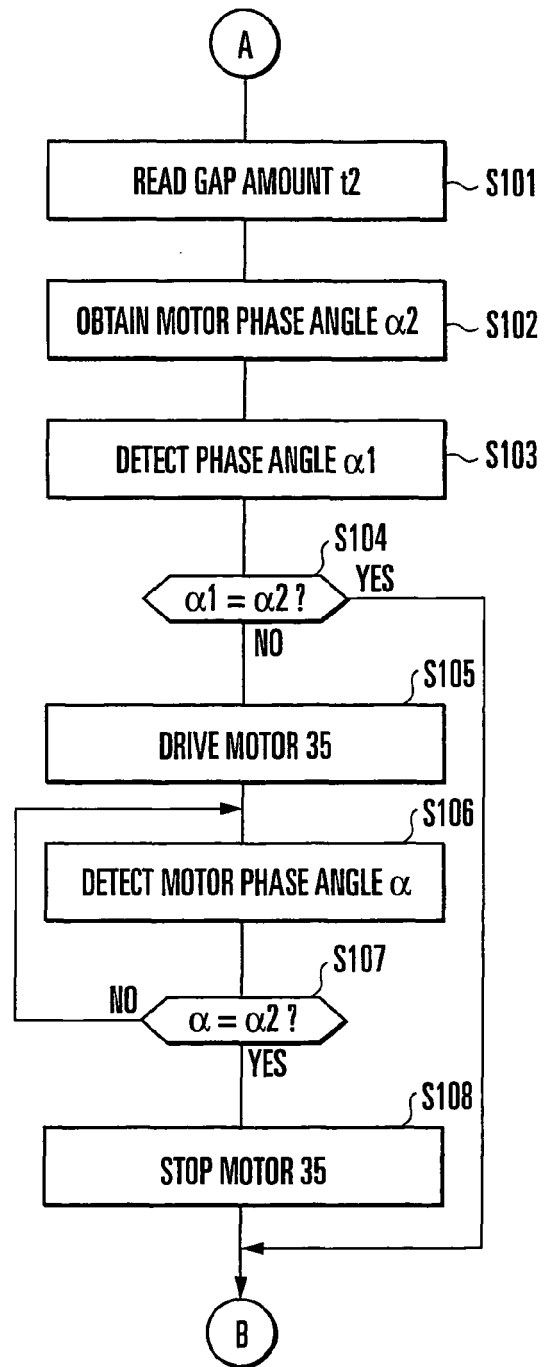 A
READ GAP AMOUNT t2
S101
OBTAIN MOTOR PHASE ANGLE α2
S102
DETECT PHASE ANGLE α1
S103
S104
α1 = α2 ?
YES
NO
S105
DRIVE MOTOR 35
S106
DETECT MOTOR PHASE ANGLE α
S107
NO
α = α2 ?
YES
S108
STOP MOTOR 35
B